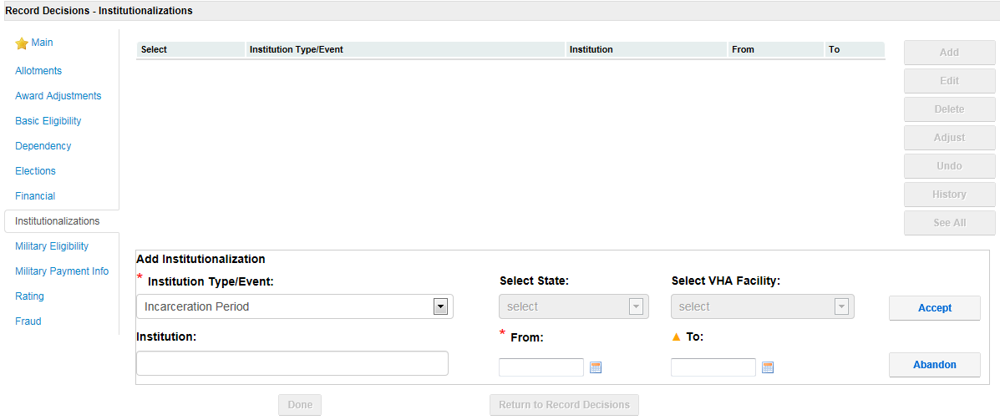 Record Decisions - Institutionalizations
Main
Allotments
Award Adjustments
Basic Eligibility
Dependency
Elections
Financial
Institutionalizations
Military Eligibility
Military Payment Info
Rating
Fraud
Select Institution Type/Event Institution From To
Add
Edit
Delete
Adjust
Undo
History
See All
Add Institutionalization
* Institution Type/Event: Select State: Select VHA Facility:
Incarceration Period select select Accept
Institution: * From: To:
Abandon
Done Return to Record Decisions